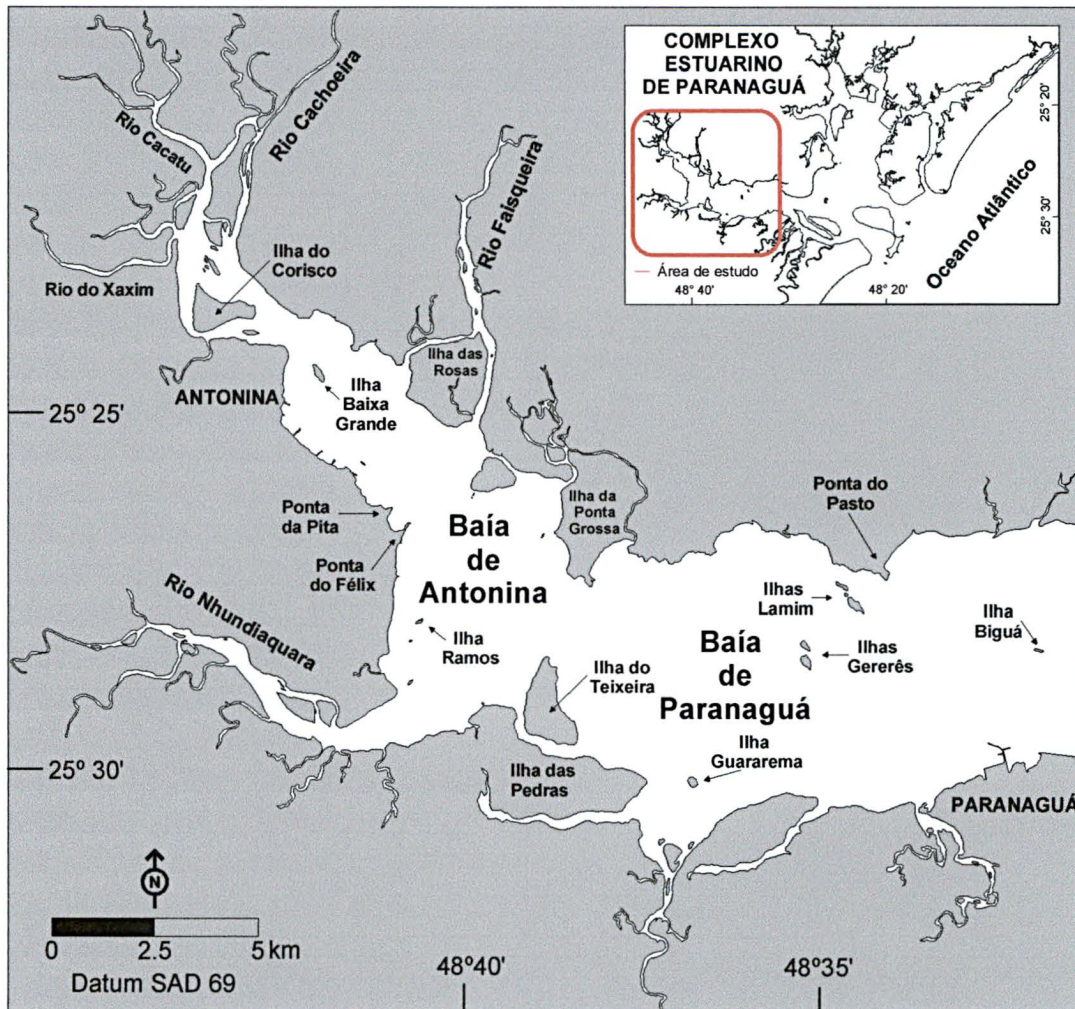 COMPLEXO
ESTUARINO
DE PARANAGUÁ
25° 20'
25° 30'
Oceano Atlântico
Área de estudo
48° 40'
48° 20'
Rio Cacatu
Rio Cachoeira
Rio Faisqueira
Ilha do
Corisco
Rio do Xaxim
Ilha das
Rosas
ANTONINA
Ilha
Baixa
Grande
25° 25'
Ponta do
Pasto
Ilha da
Ponta
Grossa
Ponta
da Pita
Baía
de
Antonina
Ponta
do Félix
Rio Nhundiaquara
Ilhas
Lamim
Ilha
Biguá
Ilha
Ramos
Ilhas
Gererês
Ilha do
Teixeira
Baía
de
Paranaguá
Ilha
Guararema
25° 30'
Ilha das
Pedras
PARANAGUÁ
N
0 2.5 5 km
Datum SAD 69
48°40'
48°35'